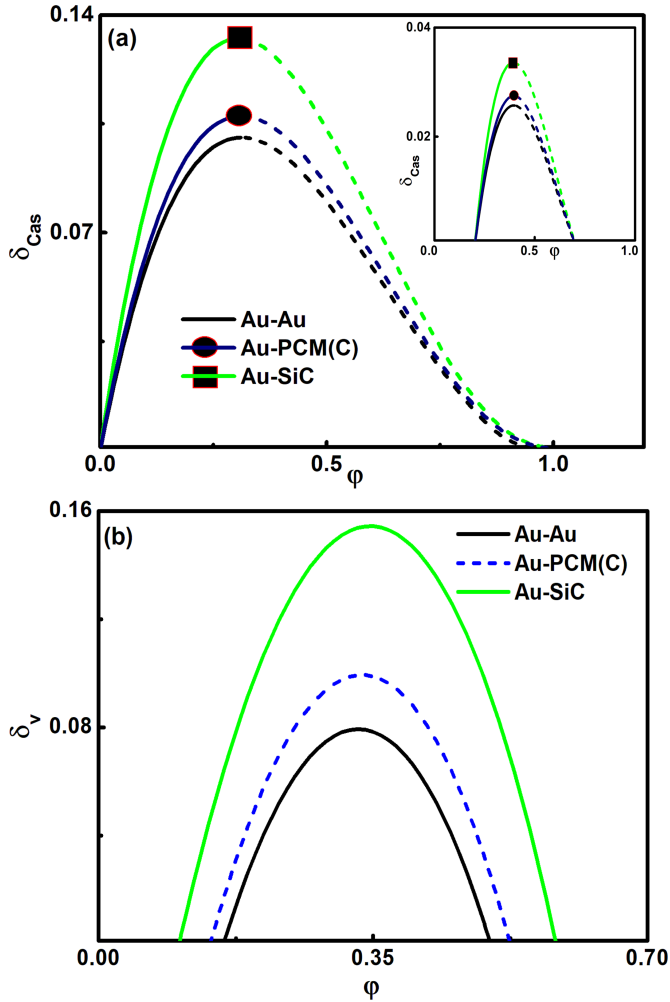 0.14
(a)
0.07
δCas
0.0
0.5
φ
1.0
Au-Au
Au-PCM(C)
Au-SiC
0.04
0.02
δCas
0.0
0.5
φ
1.0
0.16
(b)
0.08
δv
0.00
0.35
φ
0.70
Au-Au
Au-PCM(C)
Au-SiC